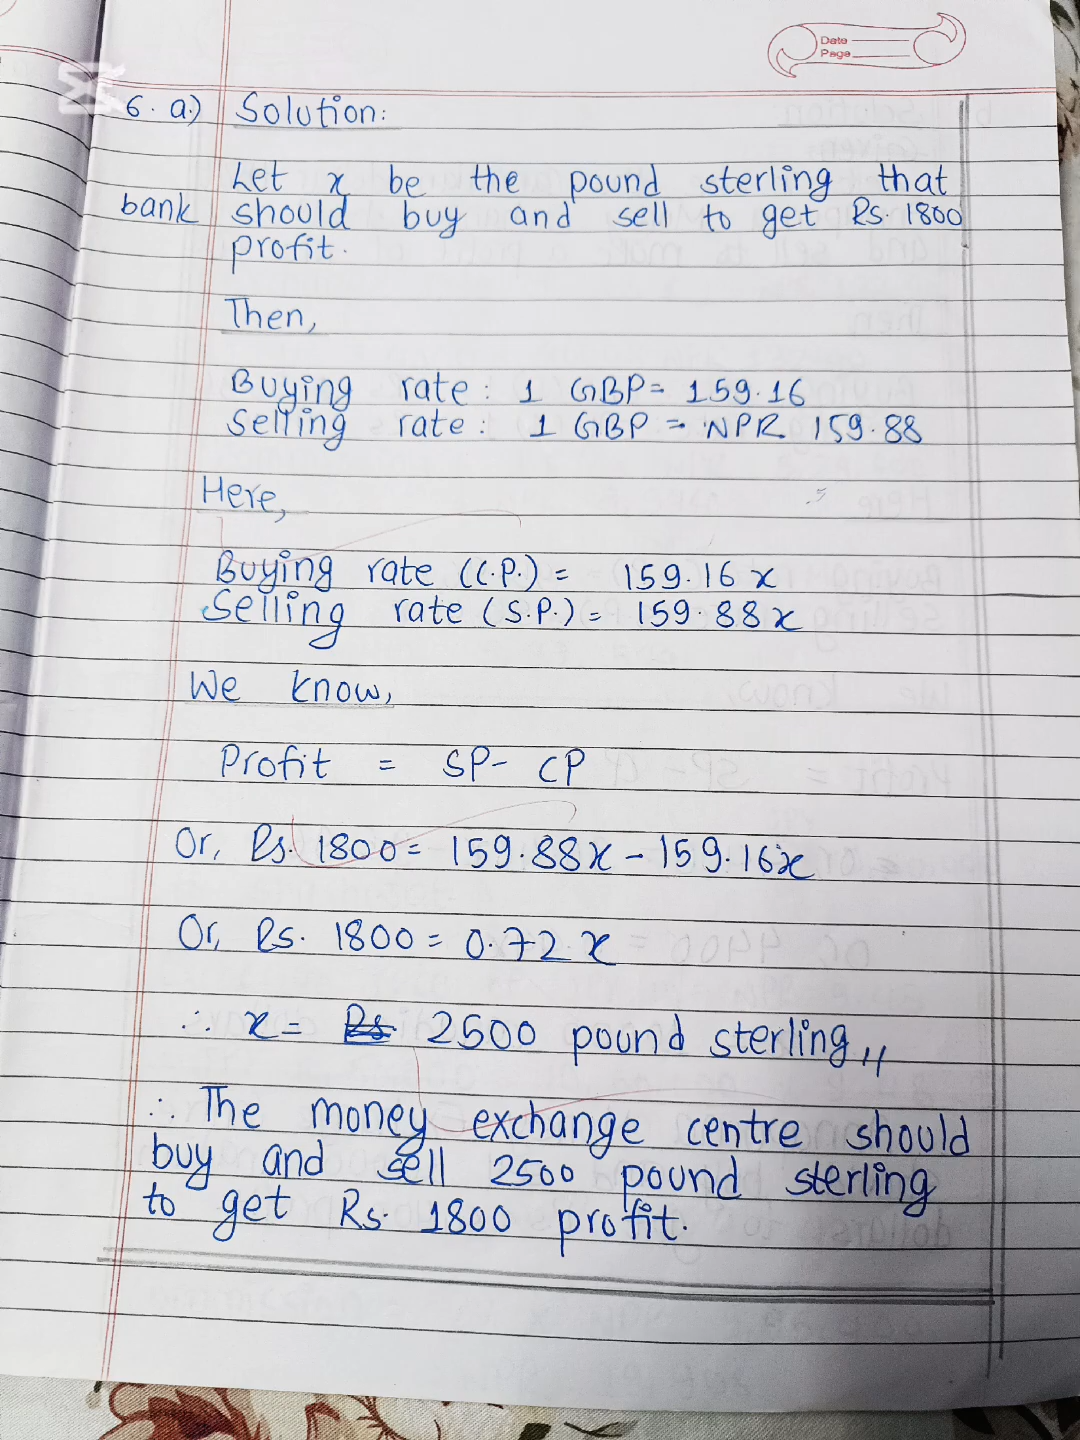 Date
Page
6. a.) Solution:
Let x be the pound sterling that
bank should buy and sell to get Rs. 1800
profit.
Then,
Buying rate: 1 GBP = 159.16
Selling rate: 1 GBP = NPR 159.88
Here,
Buying rate (C.P.) = 159.16x
Selling rate (S.P.) = 159.88x
We know,
Profit = SP - CP
Or, Rs. 1800 = 159.88x - 159.16x
Or, Rs. 1800 = 0.72x
∴ x = Rs 2500 pound sterling,,
∴ The money exchange centre should
buy and sell 2500 pound sterling
to get Rs. 1800 profit.